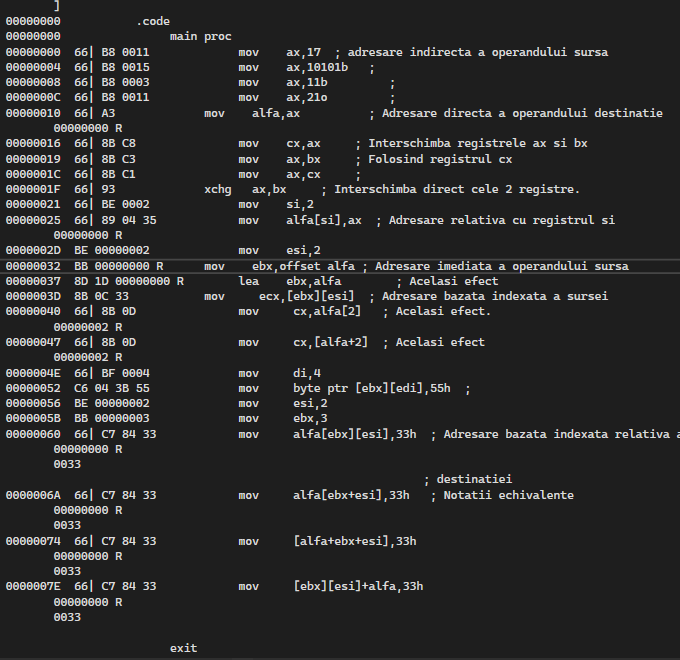 ]
00000000 .code
00000000 main proc
00000000 66| B8 0011 mov ax,17 ; adresare indirecta a operandului sursa
00000004 66| B8 0015 mov ax,10101b ;
00000008 66| B8 0003 mov ax,11b ;
0000000C 66| B8 0011 mov ax,21o ;
00000010 66| A3 mov alfa,ax ; Adresare directa a operandului destinatie
00000000 R
00000016 66| 8B C8 mov cx,ax ; Interschimba registrele ax si bx
00000019 66| 8B C3 mov ax,bx ; Folosind registrul cx
0000001C 66| 8B C1 mov ax,cx ;
0000001F 66| 93 xchg ax,bx ; Interschimba direct cele 2 registre.
00000021 66| BE 0002 mov si,2
00000025 66| 89 04 35 mov alfa[si],ax ; Adresare relativa cu registrul si
00000000 R
0000002D BE 00000002 mov esi,2
00000032 BB 00000000 R mov ebx,offset alfa ; Adresare imediata a operandului sursa
00000037 8D 1D 00000000 R lea ebx,alfa ; Acelasi efect
0000003D 8B 0C 33 mov ecx,[ebx][esi] ; Adresare bazata indexata a sursei
00000040 66| 8B 0D mov cx,alfa[2] ; Acelasi efect.
00000002 R
00000047 66| 8B 0D mov cx,[alfa+2] ; Acelasi efect
00000002 R
0000004E 66| BF 0004 mov di,4
00000052 C6 04 3B 55 mov byte ptr [ebx][edi],55h ;
00000056 BE 00000002 mov esi,2
0000005B BB 00000003 mov ebx,3
00000060 66| C7 84 33 mov alfa[ebx][esi],33h ; Adresare bazata indexata relativa a
00000000 R
0033
; destinatiei
0000006A 66| C7 84 33 mov alfa[ebx+esi],33h ; Notatii echivalente
00000000 R
0033
00000074 66| C7 84 33 mov [alfa+ebx+esi],33h
00000000 R
0033
0000007E 66| C7 84 33 mov [ebx][esi]+alfa,33h
00000000 R
0033
exit